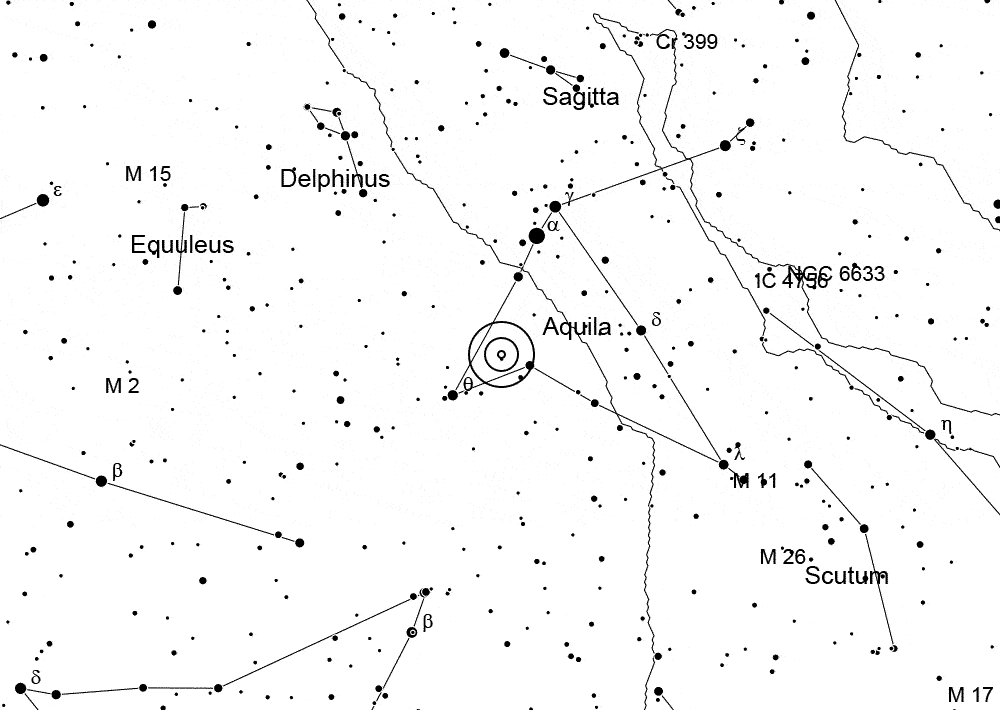 Cr 399
Sagitta
ζ
M 15
ε
Delphinus
γ
α
Equuleus
NGC 6633
IC 4756
Aquila
δ
M 2
θ
η
β
λ
M 11
M 26
Scutum
β
δ
M 17